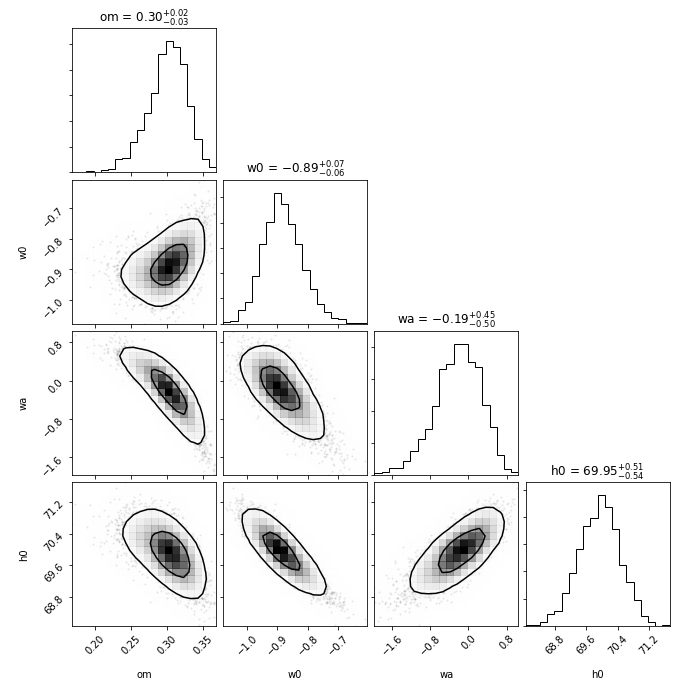 om = 0.30+0.02 −0.03
w0 = −0.89+0.07 −0.06
wa = −0.19+0.45 −0.50
h0 = 69.95+0.51 −0.54
w0
−0.7
−0.8
−0.9
−1.0
wa
0.8
0.0
−0.8
−1.6
h0
71.2
70.4
69.6
68.8
0.20 0.25 0.30 0.35
−1.0 −0.9 −0.8 −0.7
−1.6 −0.8 0.0 0.8
68.8 69.6 70.4 71.2
om w0 wa h0